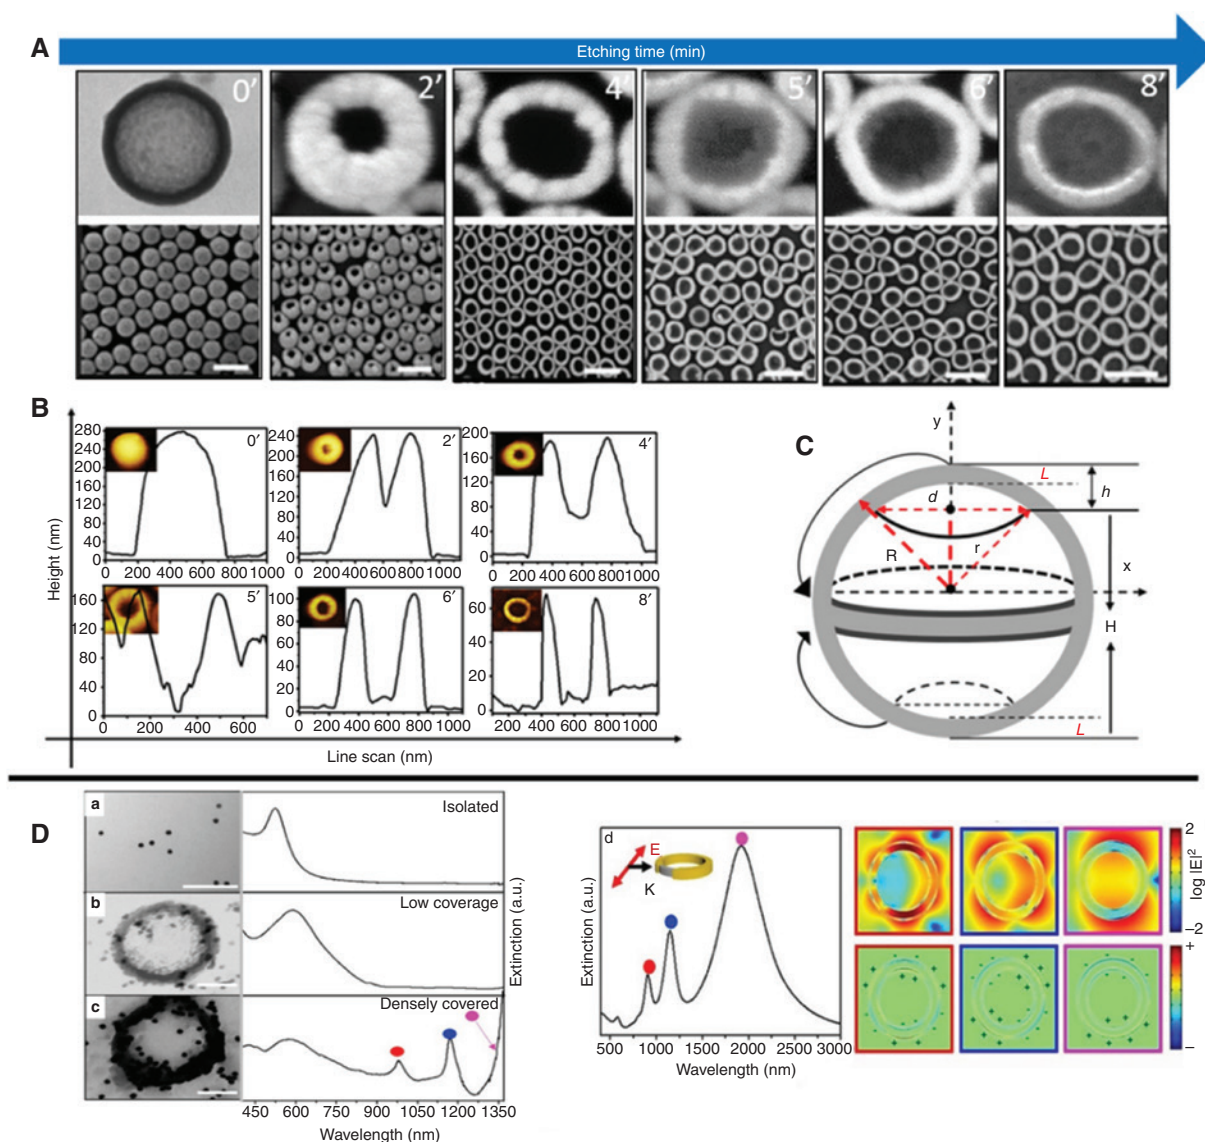 A
Etching time (min)
0′ 2′ 4′ 5′ 6′ 8′
B
Height (nm)
280 240 200 160 120 80 40 0
0′
0 200 400 600 800 1000
240 200 160 120 80 40 0
2′
0 200 400 600 800 1000
200 160 120 80 40 0
4′
0 200 400 600 800 1000
160 120 80 40 0
5′
0 200 400 600
100 80 60 40 20 0
6′
0 200 400 600 800 1000
60 40 20 0
8′
200 400 600 800 1000
Line scan (nm)
C
y
L
h
d
R
r
x
H
L
D
a
Isolated
b
Low coverage
c
Densely covered
Extinction (a.u.)
450 600 750 900 1050 1200 1350
Wavelength (nm)
d
E
K
Extinction (a.u.)
500 1000 1500 2000 2500 3000
Wavelength (nm)
2
log |E|²
−2
+
−